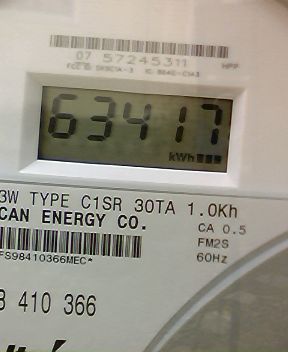 07 57245311
HPP
63417
kWh
3W TYPE C1SR 30TA 1.0Kh
CAN ENERGY CO.
CA 0.5
FM2S
60Hz
FS98410366MEC*
410 366